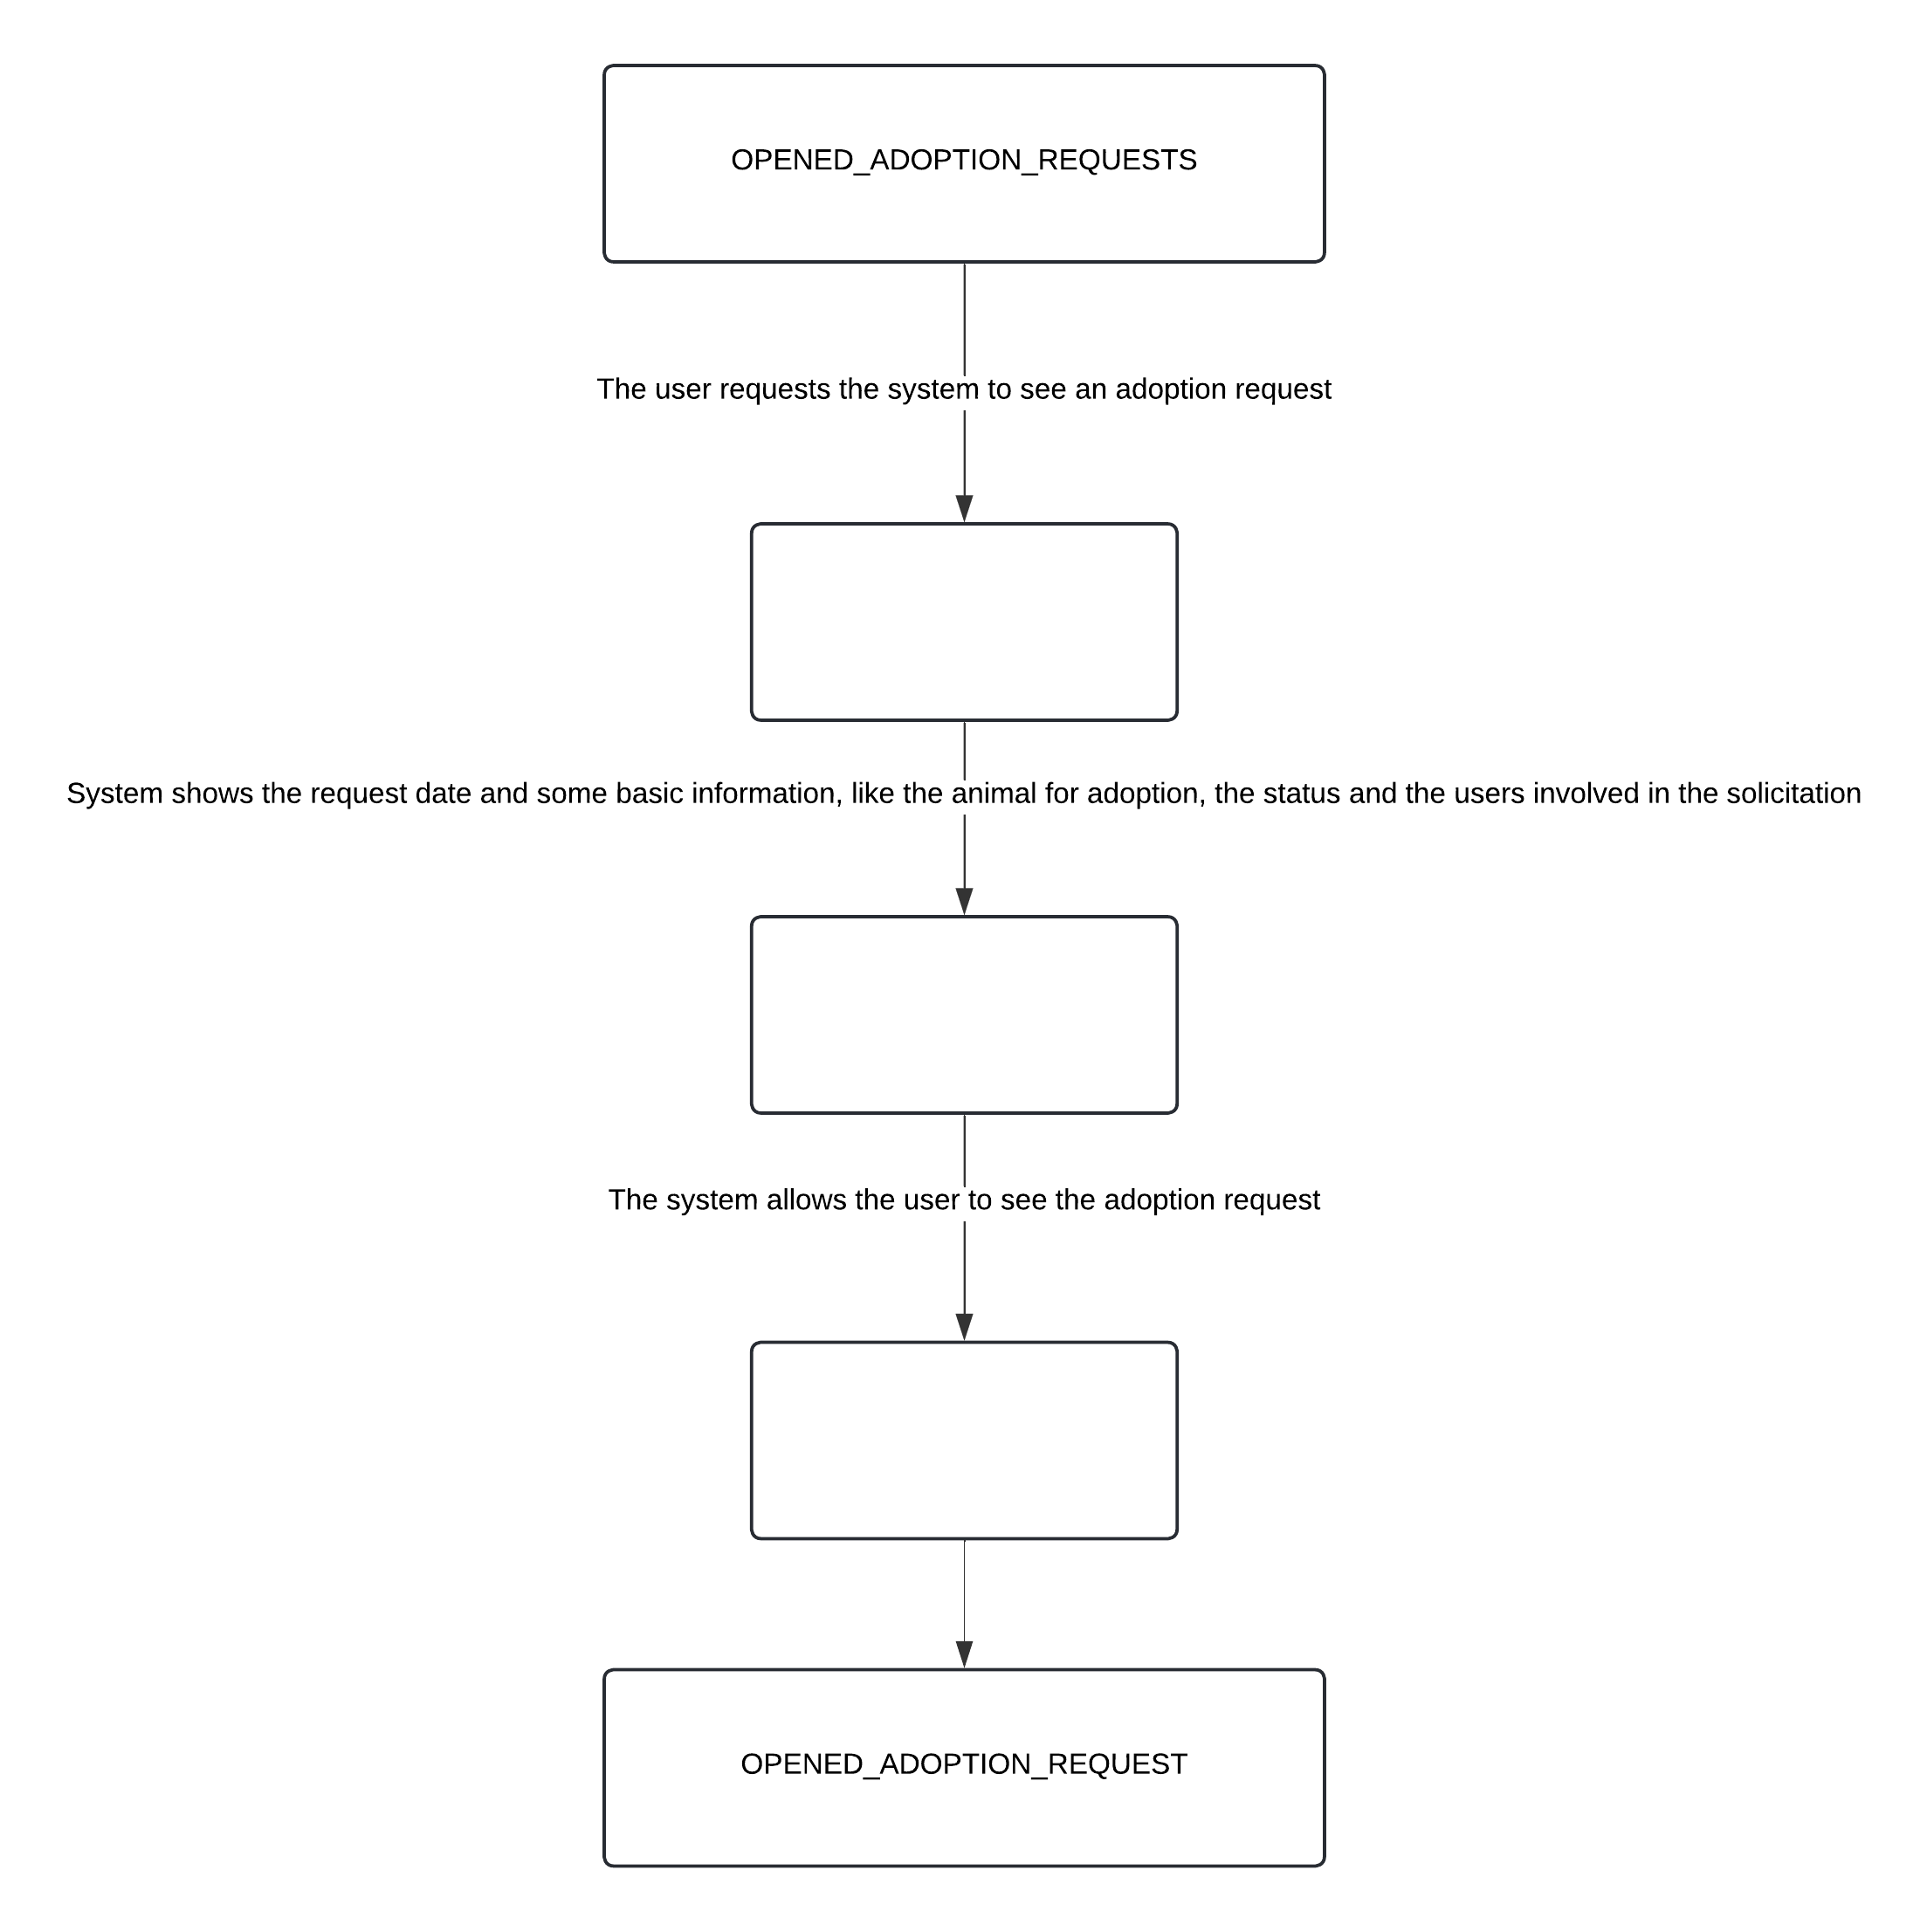 OPENED_ADOPTION_REQUESTS
The user requests the system to see an adoption request
System shows the request date and some basic information, like the animal for adoption, the status and the users involved in the solicitation
The system allows the user to see the adoption request
OPENED_ADOPTION_REQUEST